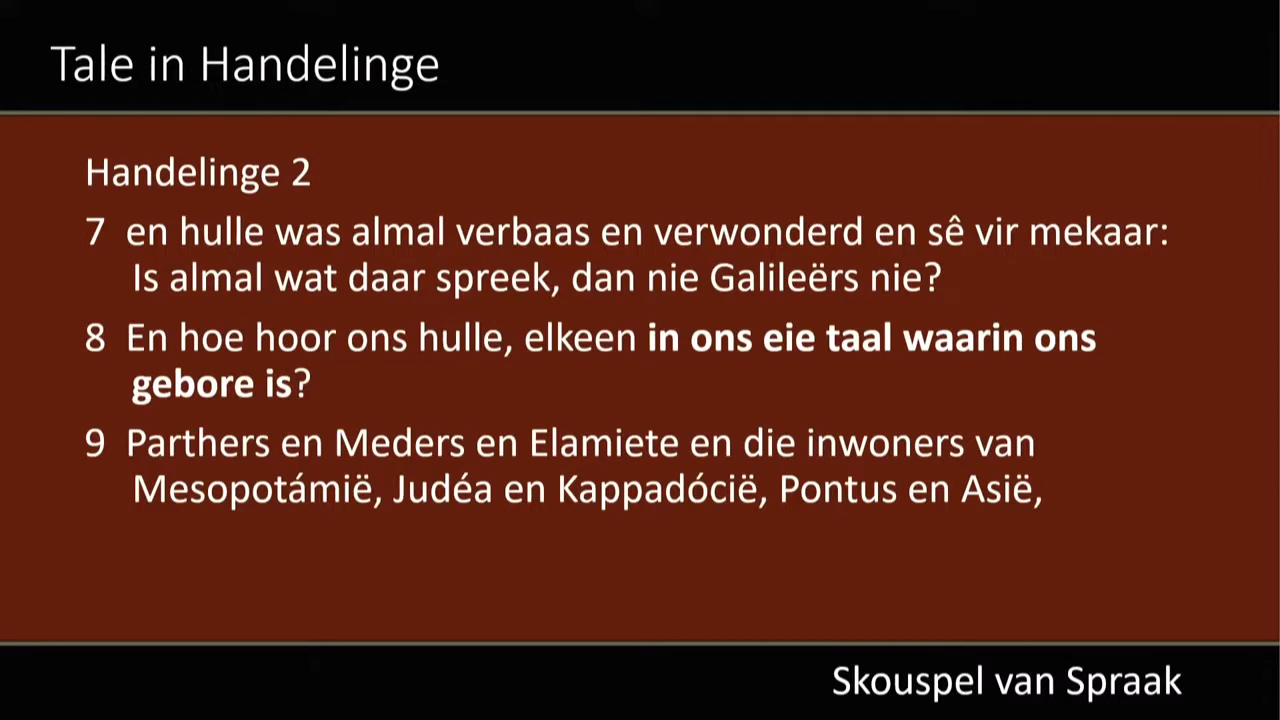 Tale in Handelinge
Handelinge 2
7 en hulle was almal verbaas en verwonderd en sê vir mekaar:
Is almal wat daar spreek, dan nie Galileërs nie?
8 En hoe hoor ons hulle, elkeen in ons eie taal waarin ons
gebore is?
9 Parthers en Meders en Elamiete en die inwoners van
Mesopotámië, Judéa en Kappadócië, Pontus en Asië,
Skouspel van Spraak